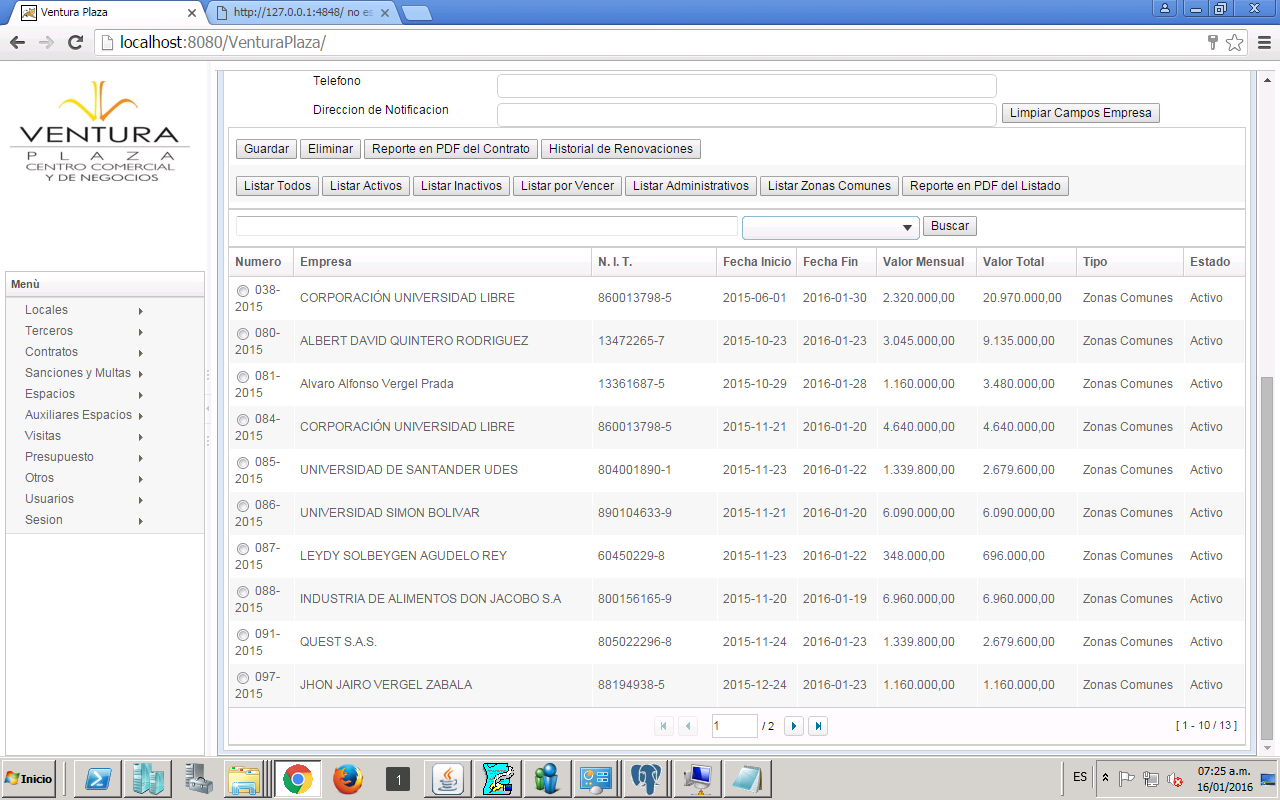 Ventura Plaza
http://127.0.0.1:4848/ no es
localhost:8080/VenturaPlaza/
VENTURA
PLAZA
CENTRO COMERCIAL
Y DE NEGOCIOS
Menù
Locales
Terceros
Contratos
Sanciones y Multas
Espacios
Auxiliares Espacios
Visitas
Presupuesto
Otros
Usuarios
Sesion
Telefono
Direccion de Notificacion Limpiar Campos Empresa
Guardar Eliminar Reporte en PDF del Contrato Historial de Renovaciones
Listar Todos Listar Activos Listar Inactivos Listar por Vencer Listar Administrativos Listar Zonas Comunes Reporte en PDF del Listado
Buscar
Numero Empresa N. I. T. Fecha Inicio Fecha Fin Valor Mensual Valor Total Tipo Estado
038-2015 CORPORACIÓN UNIVERSIDAD LIBRE 860013798-5 2015-06-01 2016-01-30 2.320.000,00 20.970.000,00 Zonas Comunes Activo
080-2015 ALBERT DAVID QUINTERO RODRIGUEZ 13472265-7 2015-10-23 2016-01-23 3.045.000,00 9.135.000,00 Zonas Comunes Activo
081-2015 Alvaro Alfonso Vergel Prada 13361687-5 2015-10-29 2016-01-28 1.160.000,00 3.480.000,00 Zonas Comunes Activo
084-2015 CORPORACIÓN UNIVERSIDAD LIBRE 860013798-5 2015-11-21 2016-01-20 4.640.000,00 4.640.000,00 Zonas Comunes Activo
085-2015 UNIVERSIDAD DE SANTANDER UDES 804001890-1 2015-11-23 2016-01-22 1.339.800,00 2.679.600,00 Zonas Comunes Activo
086-2015 UNIVERSIDAD SIMON BOLIVAR 890104633-9 2015-11-21 2016-01-20 6.090.000,00 6.090.000,00 Zonas Comunes Activo
087-2015 LEYDY SOLBEYGEN AGUDELO REY 60450229-8 2015-11-23 2016-01-22 348.000,00 696.000,00 Zonas Comunes Activo
088-2015 INDUSTRIA DE ALIMENTOS DON JACOBO S.A 800156165-9 2015-11-20 2016-01-19 6.960.000,00 6.960.000,00 Zonas Comunes Activo
091-2015 QUEST S.A.S. 805022296-8 2015-11-24 2016-01-23 1.339.800,00 2.679.600,00 Zonas Comunes Activo
097-2015 JHON JAIRO VERGEL ZABALA 88194938-5 2015-12-24 2016-01-23 1.160.000,00 1.160.000,00 Zonas Comunes Activo
1 / 2 [ 1 - 10 / 13 ]
Inicio 1 ES 07:25 a.m.
16/01/2016